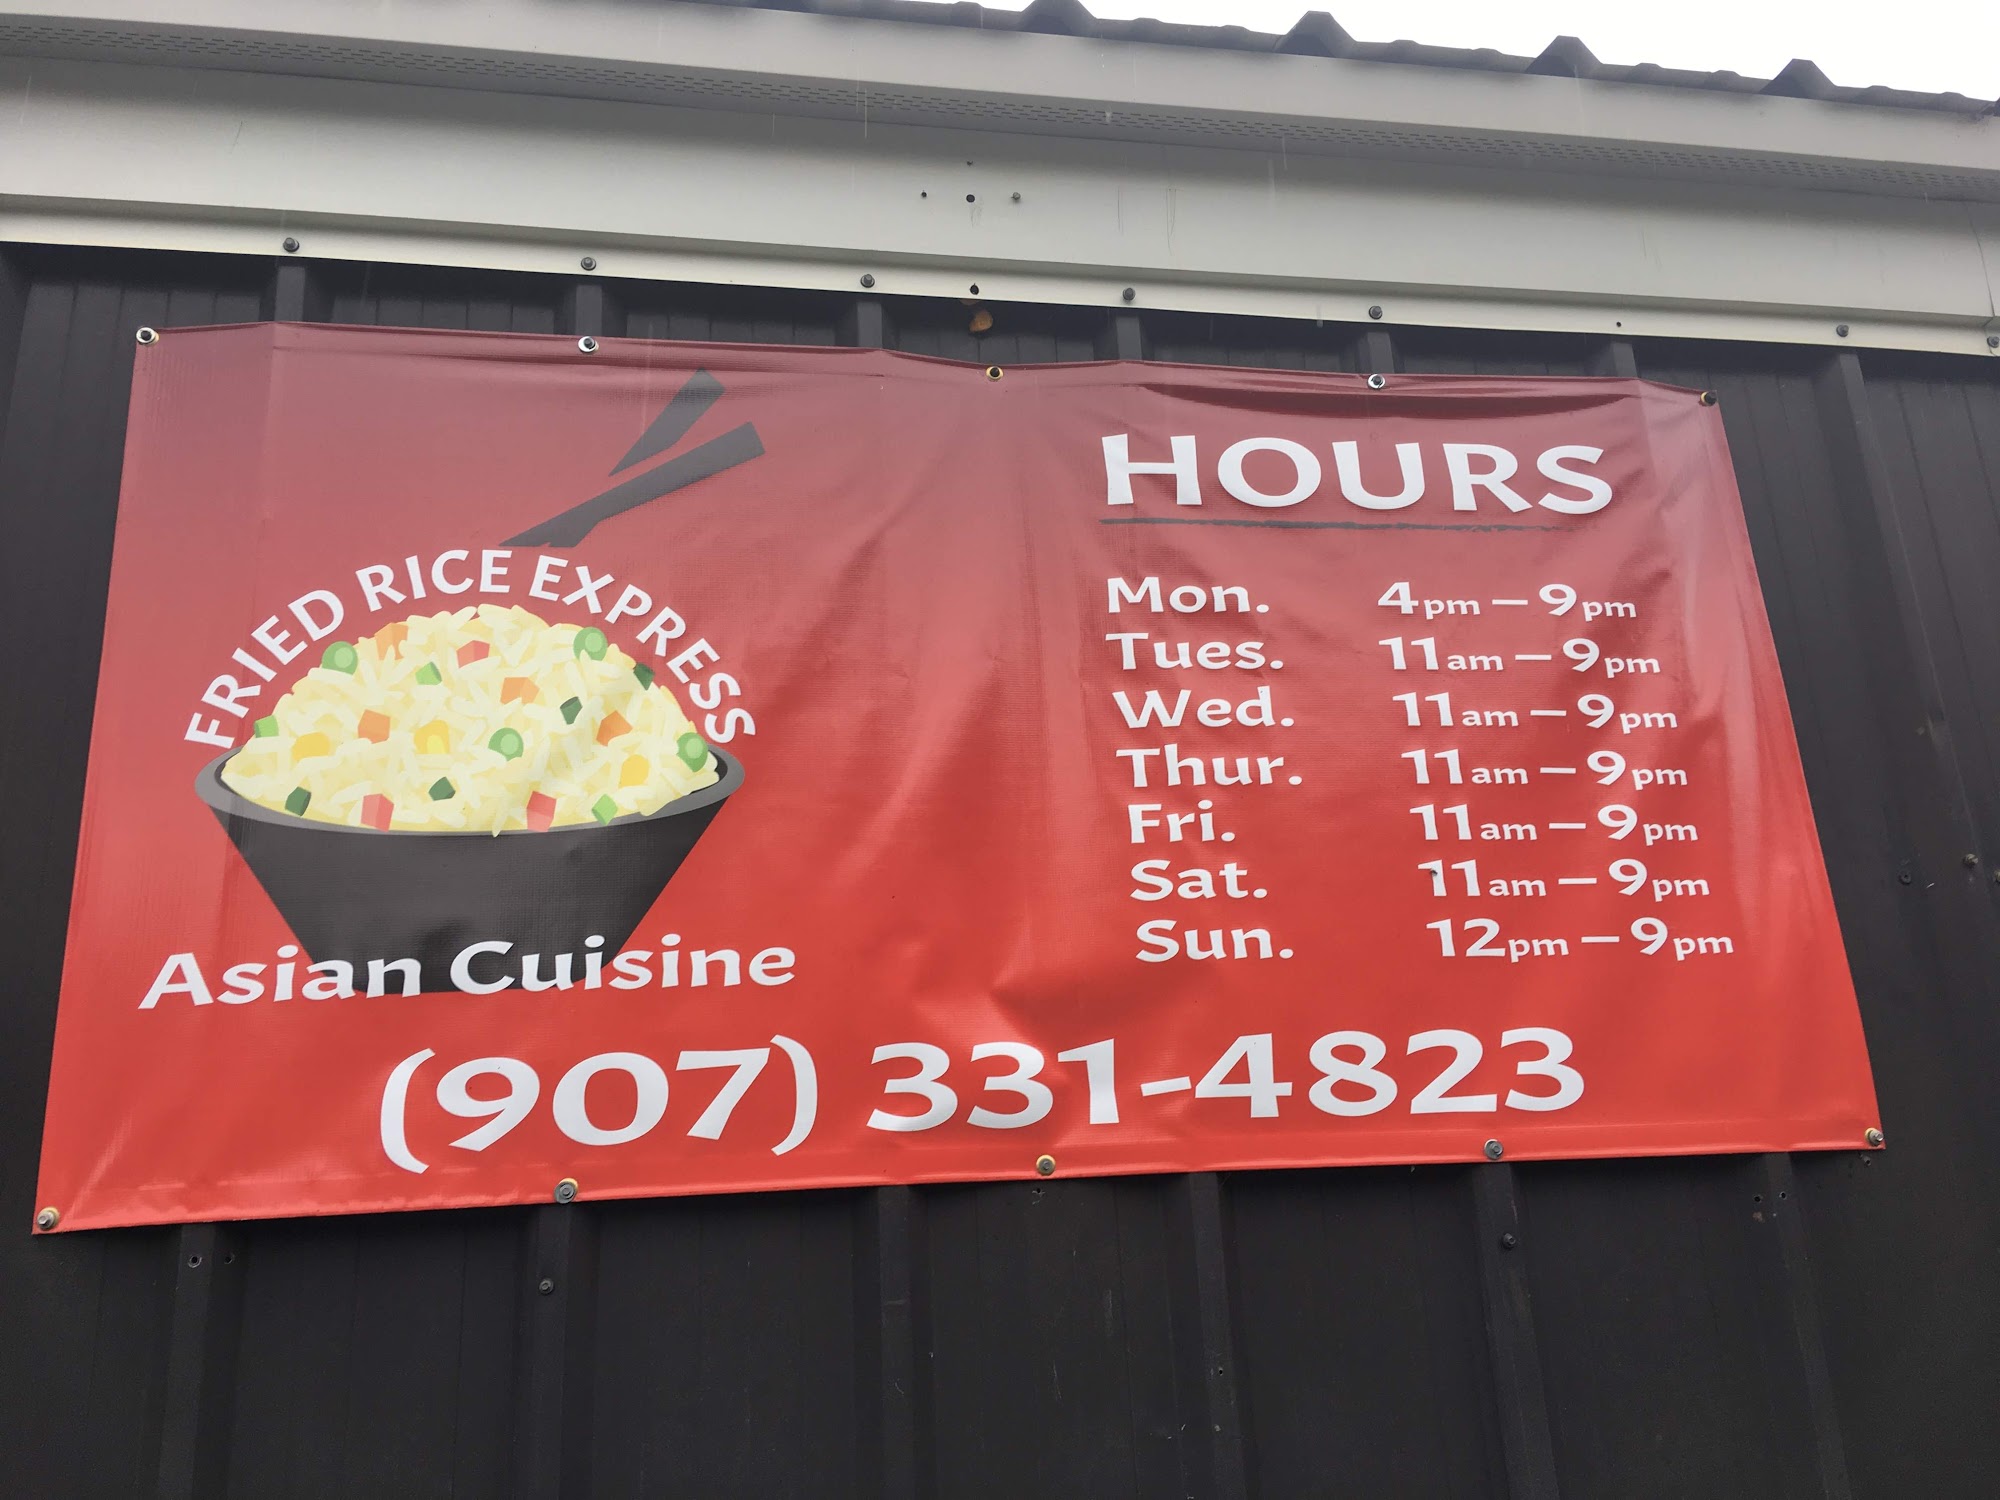 FRIED RICE EXPRESS
Asian Cuisine
HOURS
Mon. 4pm – 9pm
Tues. 11am – 9pm
Wed. 11am – 9pm
Thur. 11am – 9pm
Fri. 11am – 9pm
Sat. 11am – 9pm
Sun. 12pm – 9pm
(907) 331-4823